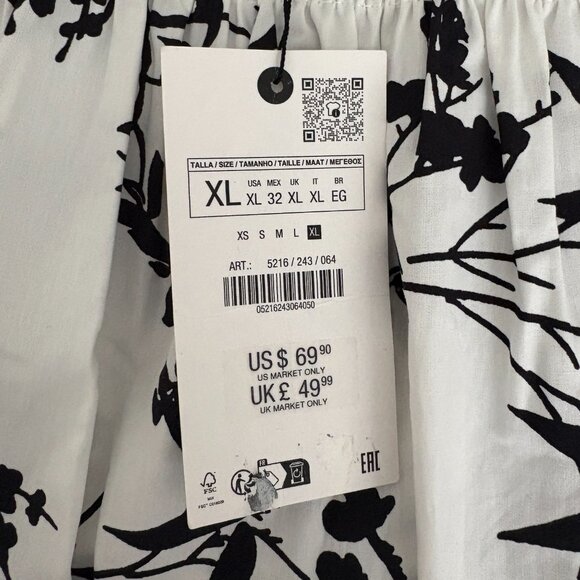 TALLA / SIZE / TAMANHO / TAILLE / MAAT / ΜΕΓΕΘΟΣ
XL USA XL MEX 32 UK XL IT XL BR EG
XS S M L XL
ART.: 5216 / 243 / 064
05216243064050
US $ 69.90
US MARKET ONLY
UK £ 49.99
UK MARKET ONLY
FSC
MIX
EAC